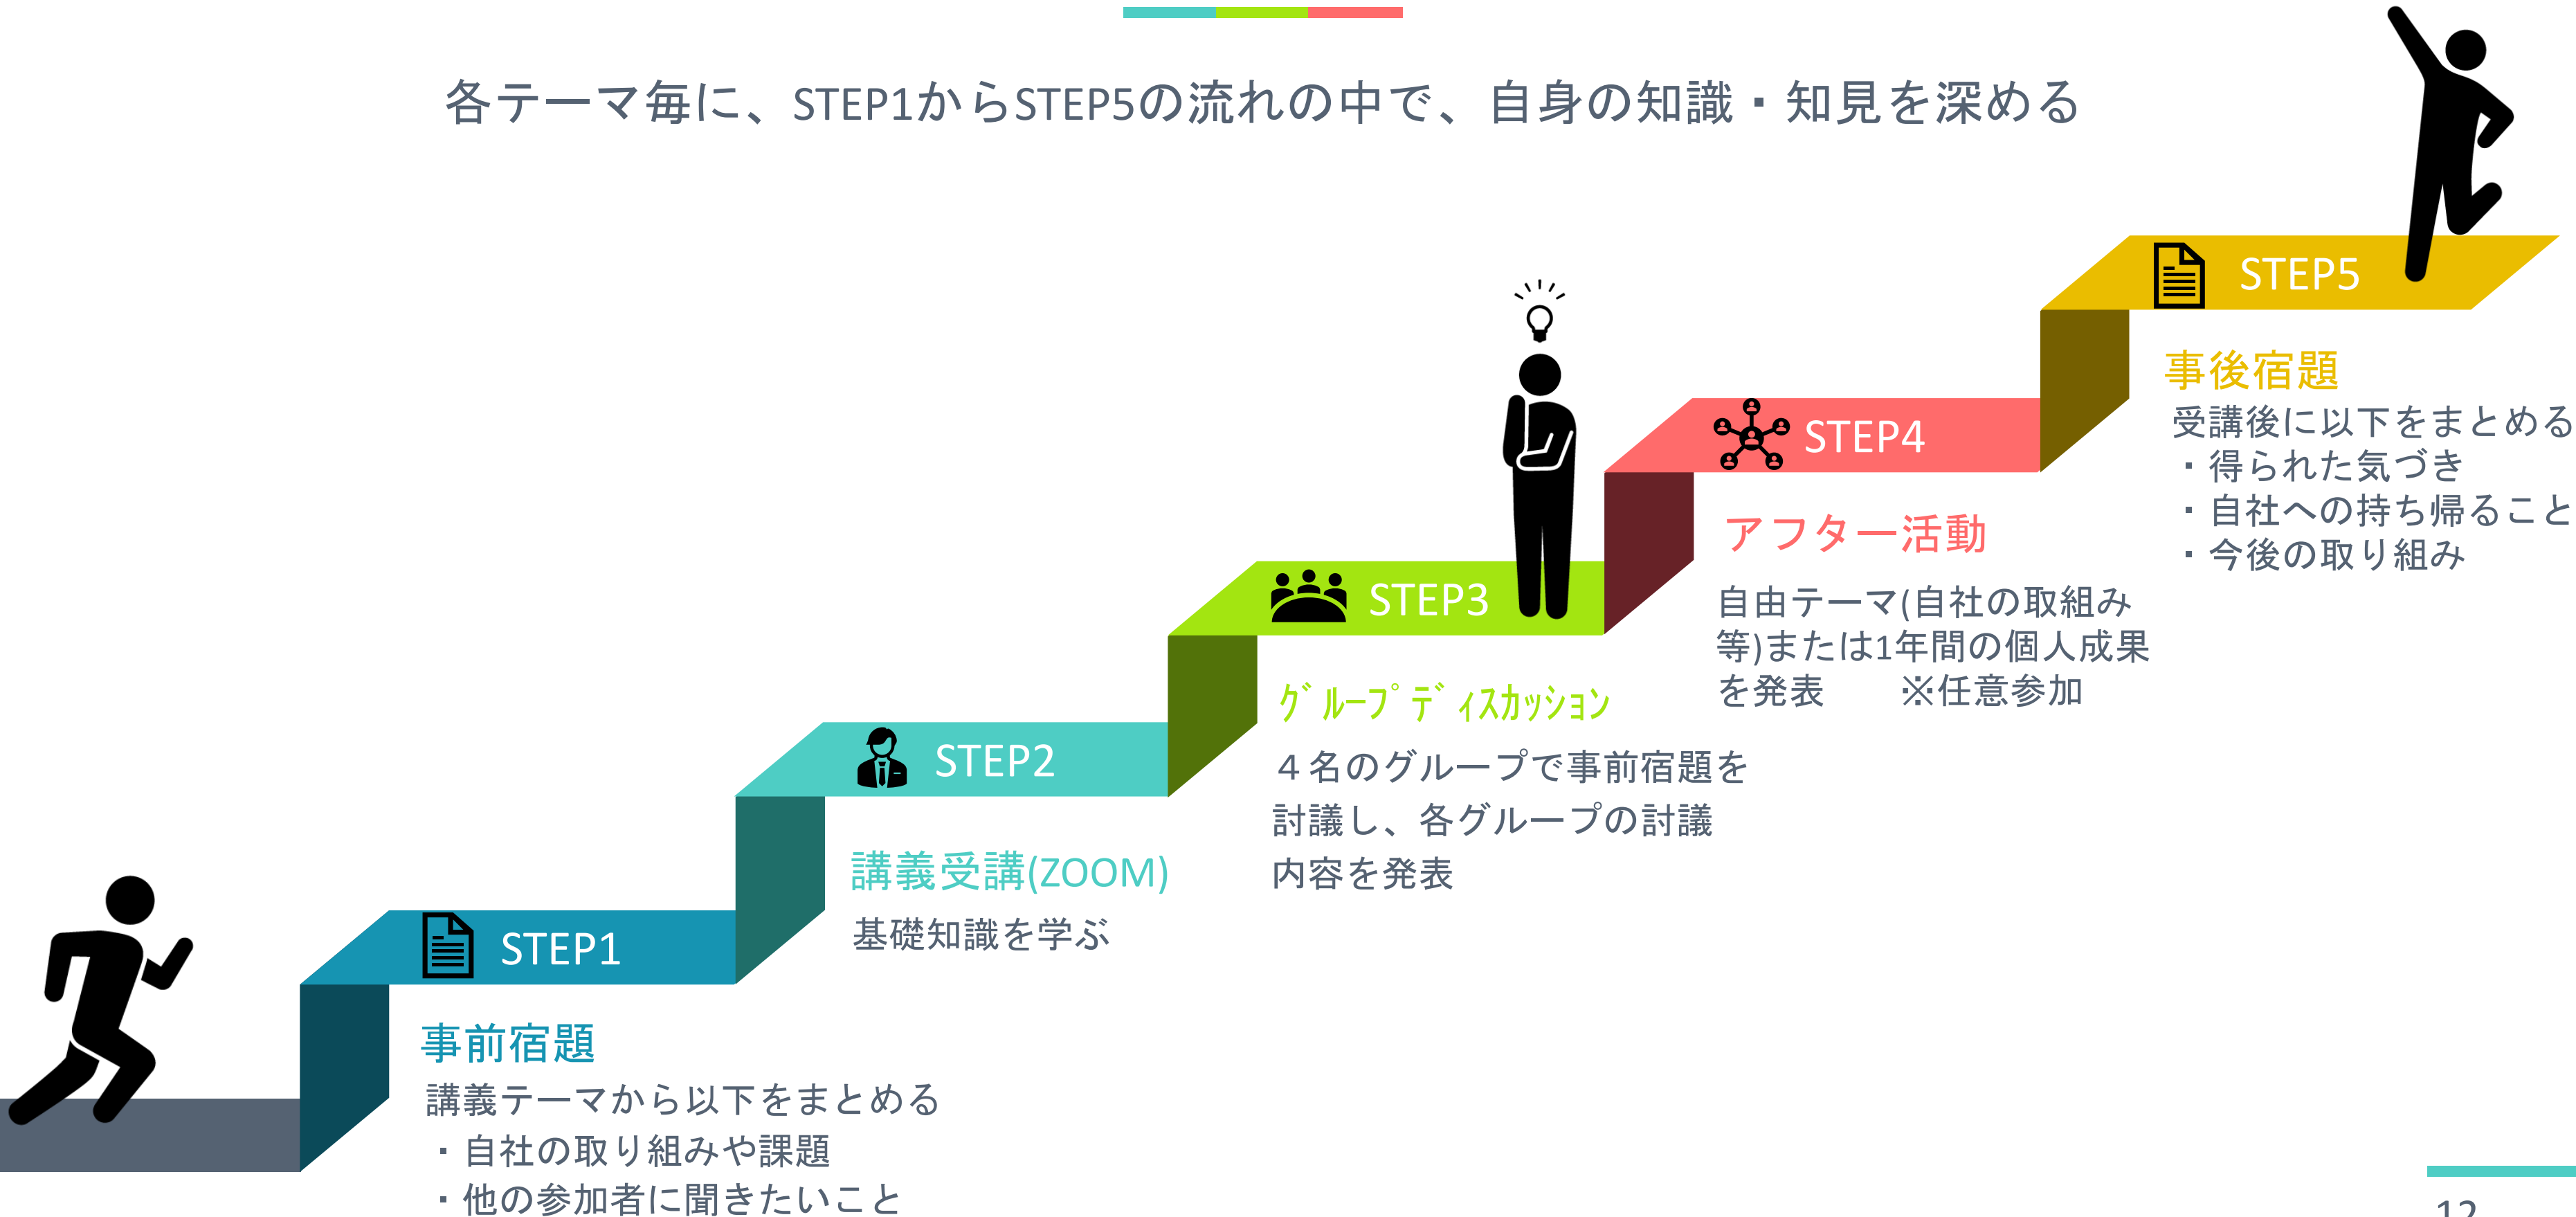 各テーマ毎に、STEP1からSTEP5の流れの中で、自身の知識・知見を深める
STEP1
事前宿題
講義テーマから以下をまとめる
・自社の取り組みや課題
・他の参加者に聞きたいこと
STEP2
講義受講(ZOOM)
基礎知識を学ぶ
STEP3
ｸﾞﾙｰﾌﾟﾃﾞｨｽｶｯｼｮﾝ
４名のグループで事前宿題を
討議し、各グループの討議
内容を発表
STEP4
アフター活動
自由テーマ(自社の取組み
等)または1年間の個人成果
を発表　　※任意参加
STEP5
事後宿題
受講後に以下をまとめる
・得られた気づき
・自社への持ち帰ること
・今後の取り組み
12